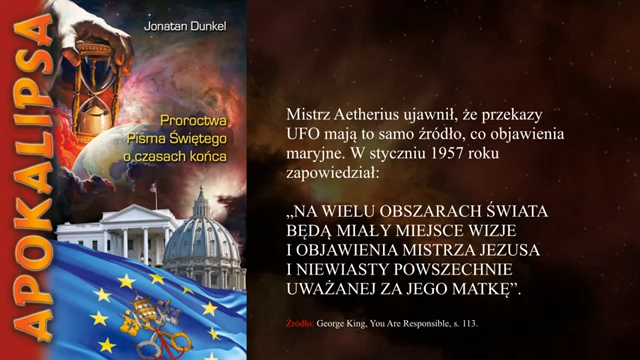 Jonatan Dunkel
APOKALIPSA
Proroctwa
Pisma Świętego
o czasach końca
Mistrz Aetherius ujawnił, że przekazy
UFO mają to samo źródło, co objawienia
maryjne. W styczniu 1957 roku
zapowiedział:
„NA WIELU OBSZARACH ŚWIATA
BĘDĄ MIAŁY MIEJSCE WIZJE
I OBJAWIENIA MISTRZA JEZUSA
I NIEWIASTY POWSZECHNIE
UWAŻANEJ ZA JEGO MATKĘ”.
Źródło: George King, You Are Responsible, s. 113.